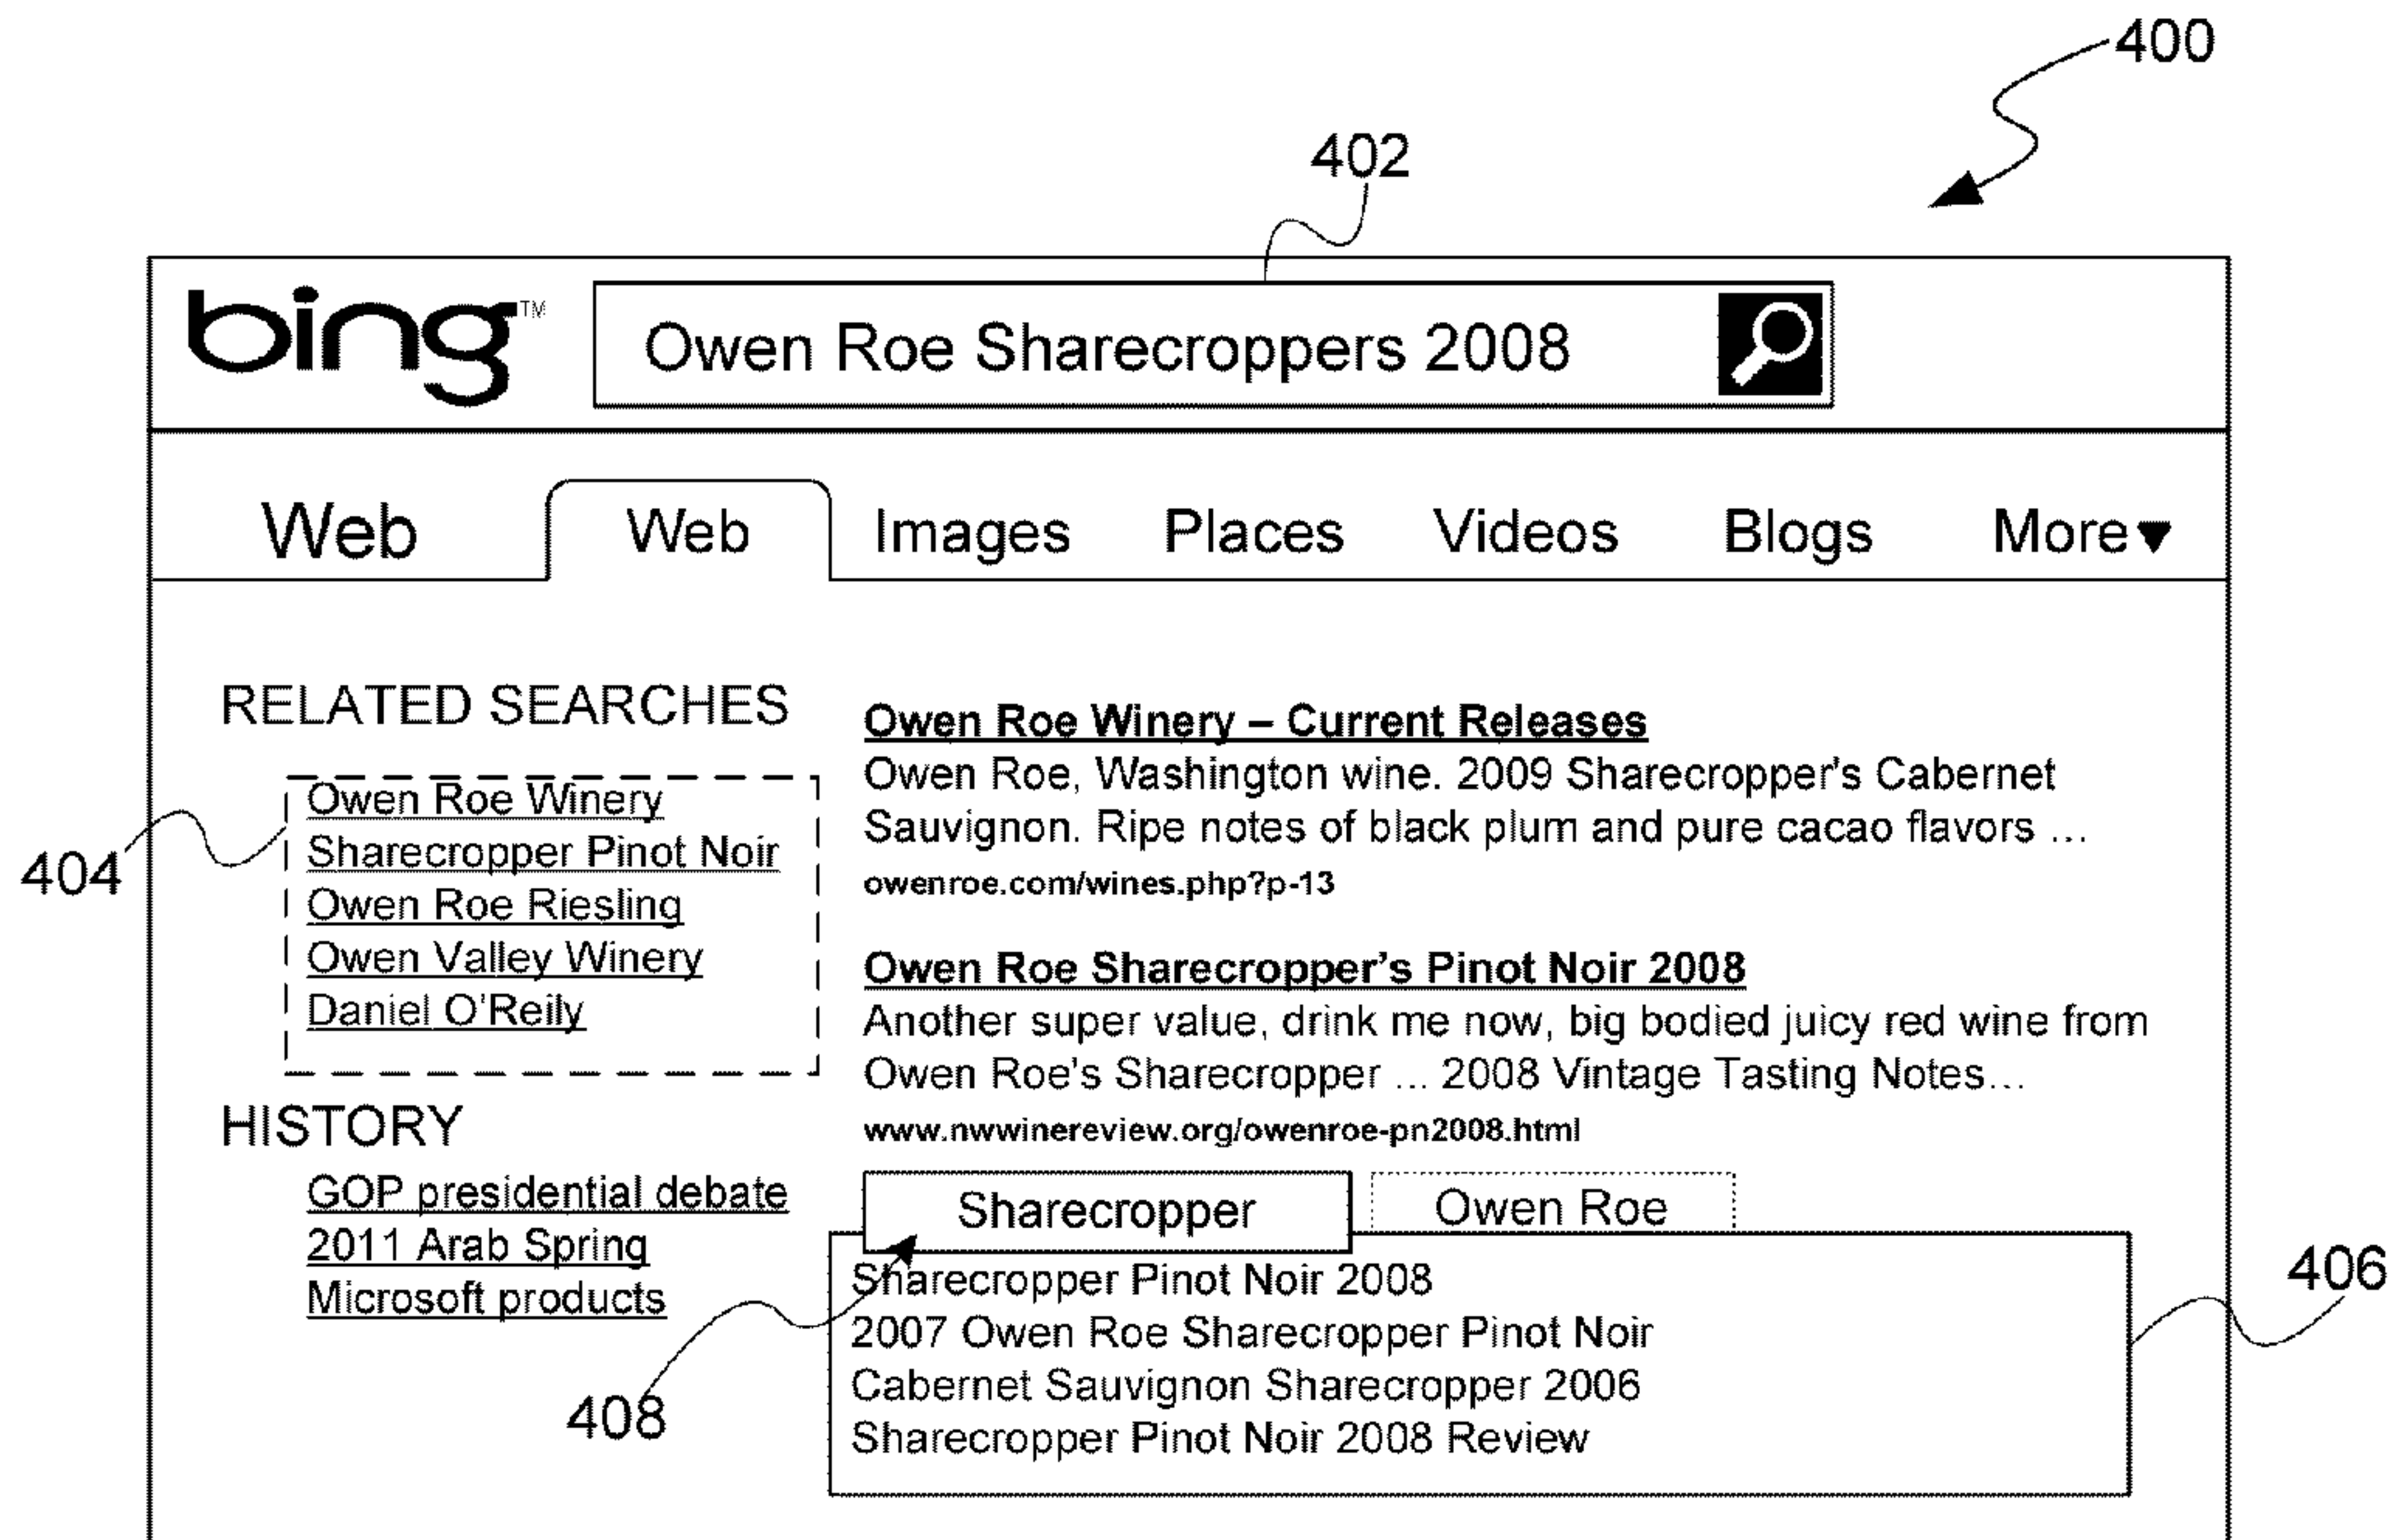 400
402
bing™
Owen Roe Sharecroppers 2008
Web Web Images Places Videos Blogs More▼
RELATED SEARCHES
404
Owen Roe Winery
Sharecropper Pinot Noir
Owen Roe Riesling
Owen Valley Winery
Daniel O'Reily
HISTORY
GOP presidential debate
2011 Arab Spring
Microsoft products
Owen Roe Winery – Current Releases
Owen Roe, Washington wine. 2009 Sharecropper's Cabernet
Sauvignon. Ripe notes of black plum and pure cacao flavors ...
owenroe.com/wines.php?p-13
Owen Roe Sharecropper's Pinot Noir 2008
Another super value, drink me now, big bodied juicy red wine from
Owen Roe's Sharecropper ... 2008 Vintage Tasting Notes...
www.nwwinereview.org/owenroe-pn2008.html
Sharecropper Owen Roe
406
Sharecropper Pinot Noir 2008
2007 Owen Roe Sharecropper Pinot Noir
Cabernet Sauvignon Sharecropper 2006
Sharecropper Pinot Noir 2008 Review
408